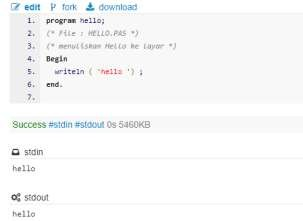 edit fork download
1. program hello;
2. (* File : HELLO.PAS *)
3. (* menuliskan Hello ke layar *)
4. Begin
5. writeln ( 'hello ') ;
6. end.
7.
Success #stdin #stdout 0s 5460KB
stdin
hello
stdout
hello